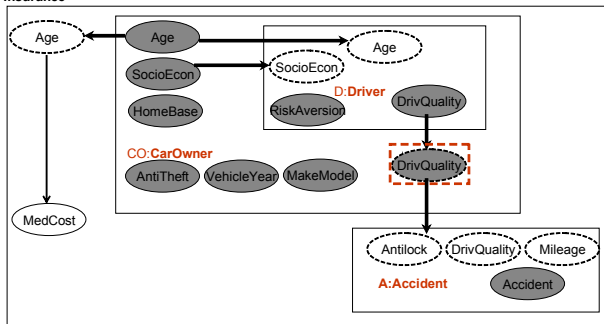 Insurance
Age
Age
Age
SocioEcon
SocioEcon
D:Driver
DrivQuality
HomeBase
RiskAversion
CO:CarOwner
DrivQuality
AntiTheft
VehicleYear
MakeModel
MedCost
Antilock
DrivQuality
Mileage
A:Accident
Accident